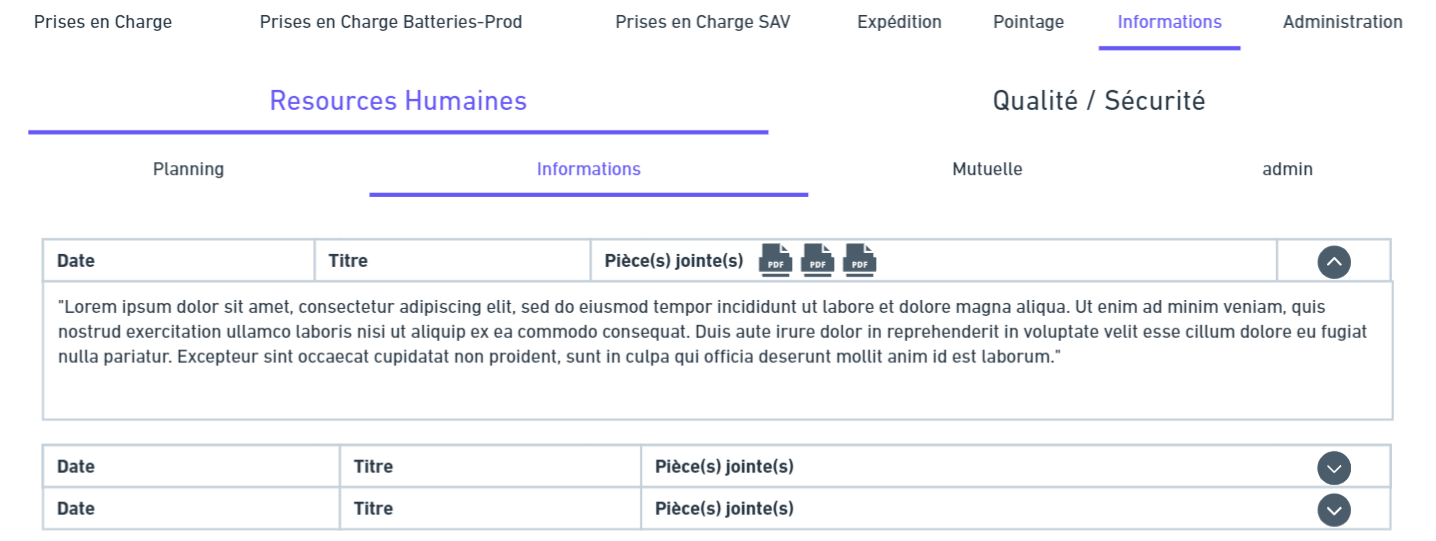 Prises en Charge Prises en Charge Batteries-Prod Prises en Charge SAV Expédition Pointage Informations Administration
Resources Humaines Qualité / Sécurité
Planning Informations Mutuelle admin
Date Titre Pièce(s) jointe(s) PDF PDF PDF
"Lorem ipsum dolor sit amet, consectetur adipiscing elit, sed do eiusmod tempor incididunt ut labore et dolore magna aliqua. Ut enim ad minim veniam, quis
nostrud exercitation ullamco laboris nisi ut aliquip ex ea commodo consequat. Duis aute irure dolor in reprehenderit in voluptate velit esse cillum dolore eu fugiat
nulla pariatur. Excepteur sint occaecat cupidatat non proident, sunt in culpa qui officia deserunt mollit anim id est laborum."
Date Titre Pièce(s) jointe(s)
Date Titre Pièce(s) jointe(s)